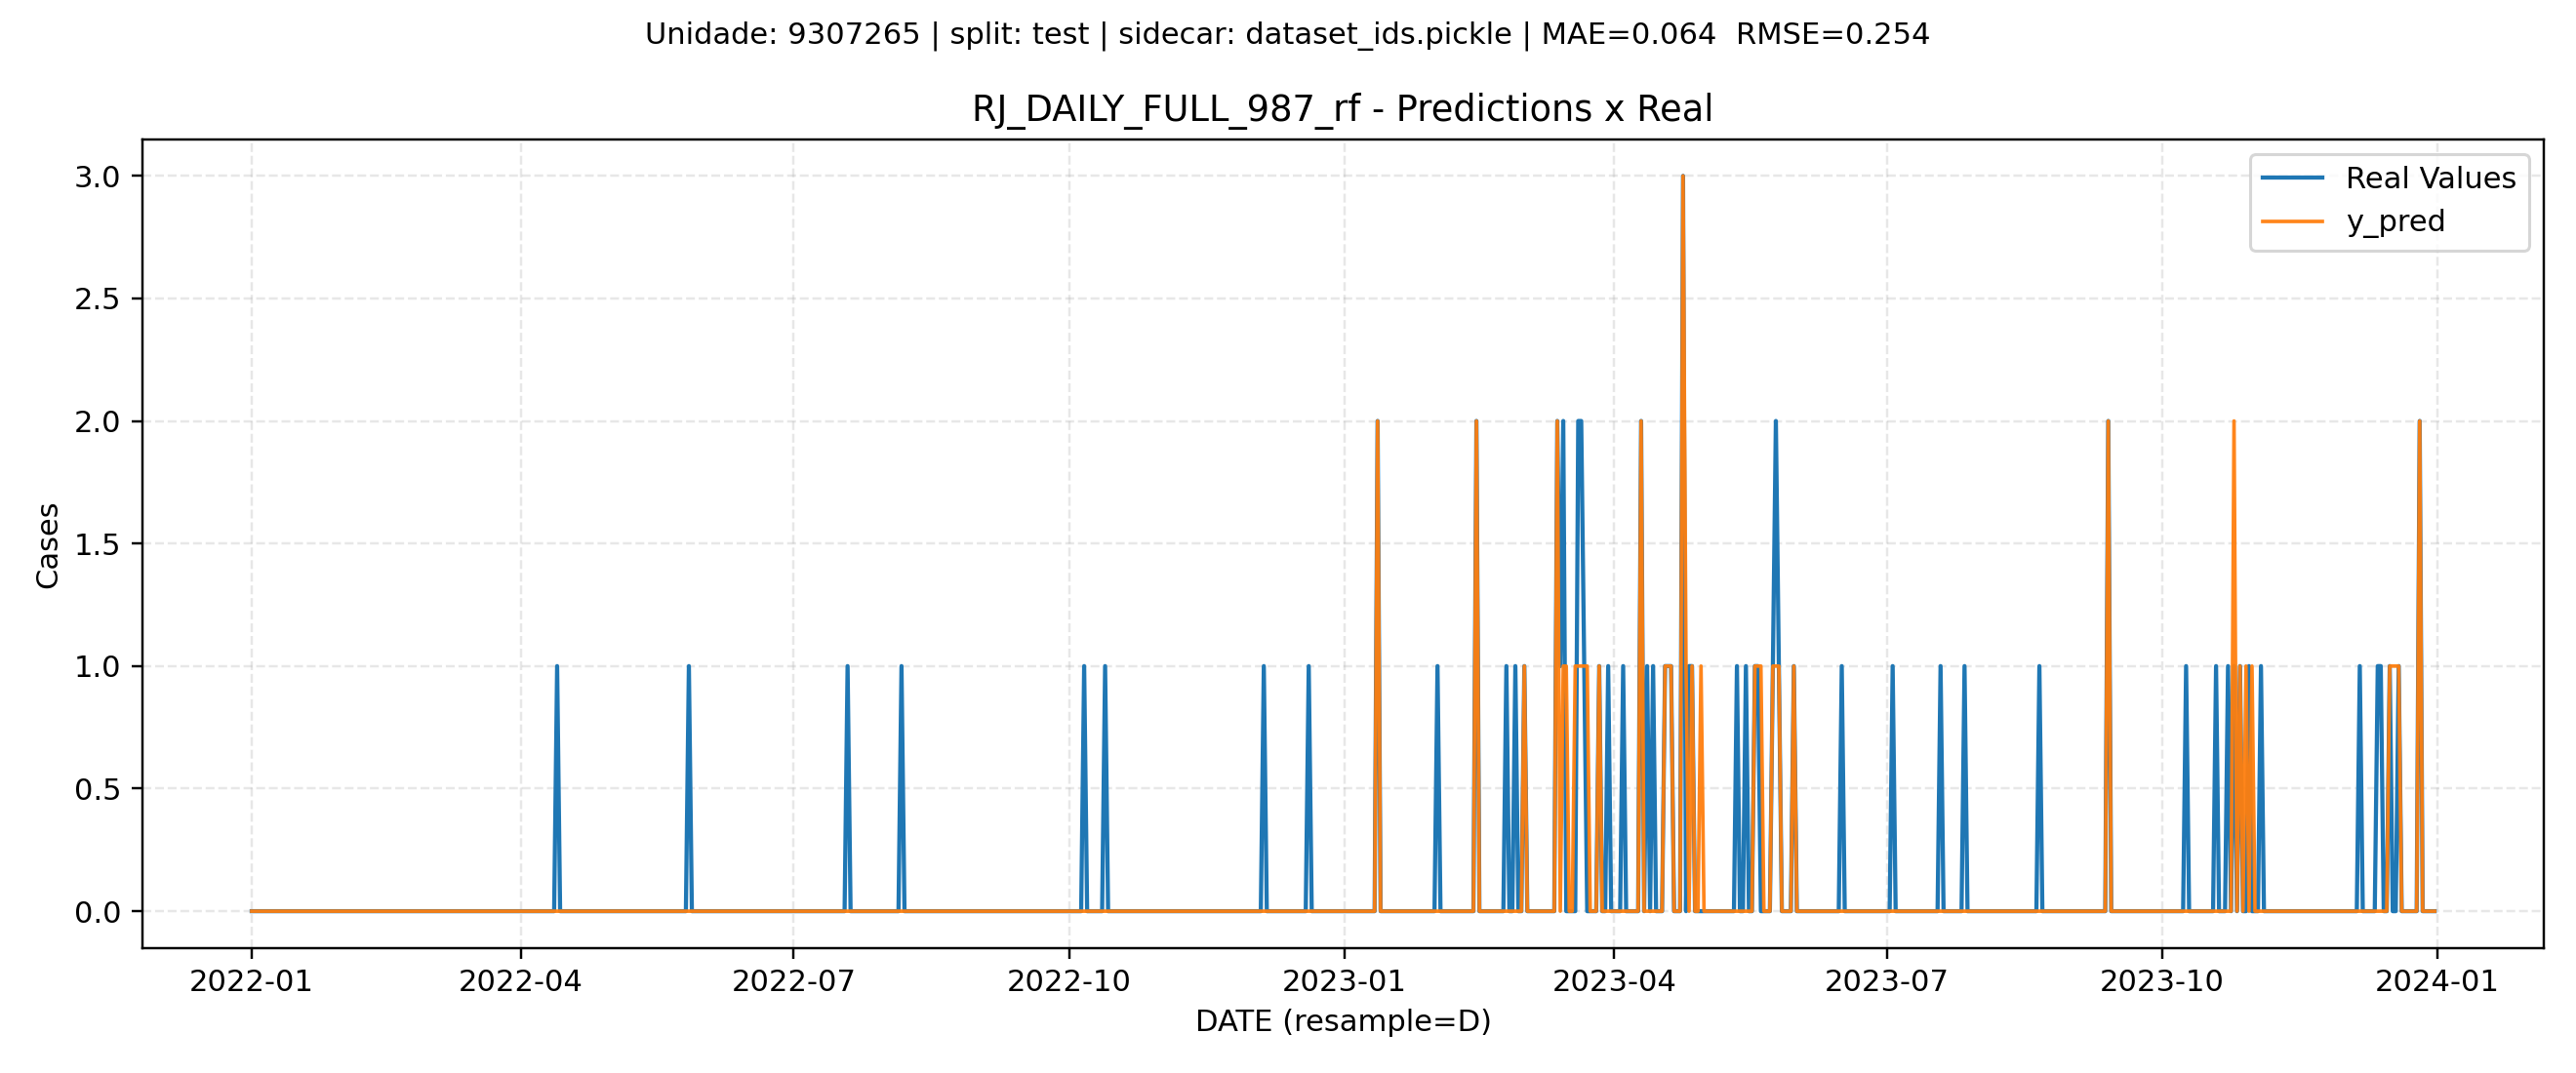 Unidade: 9307265 | split: test | sidecar: dataset_ids.pickle | MAE=0.064  RMSE=0.254
RJ_DAILY_FULL_987_rf - Predictions x Real
Real Values
y_pred
Cases
3.0
2.5
2.0
1.5
1.0
0.5
0.0
2022-01
2022-04
2022-07
2022-10
2023-01
2023-04
2023-07
2023-10
2024-01
DATE (resample=D)